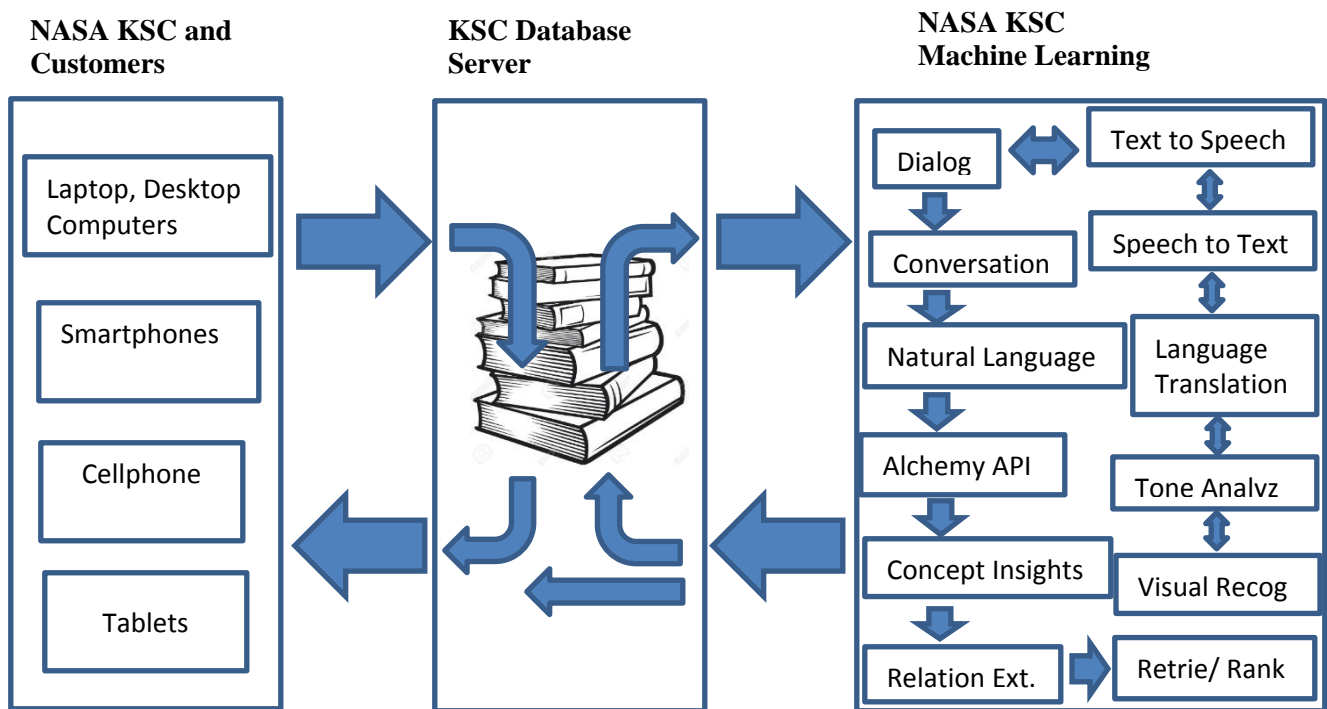 NASA KSC and
Customers
KSC Database
Server
NASA KSC
Machine Learning
Laptop, Desktop
Computers
Smartphones
Cellphone
Tablets
Dialog
Conversation
Natural Language
Alchemy API
Concept Insights
Relation Ext.
Text to Speech
Speech to Text
Language
Translation
Tone Analyz
Visual Recog
Retrie/ Rank